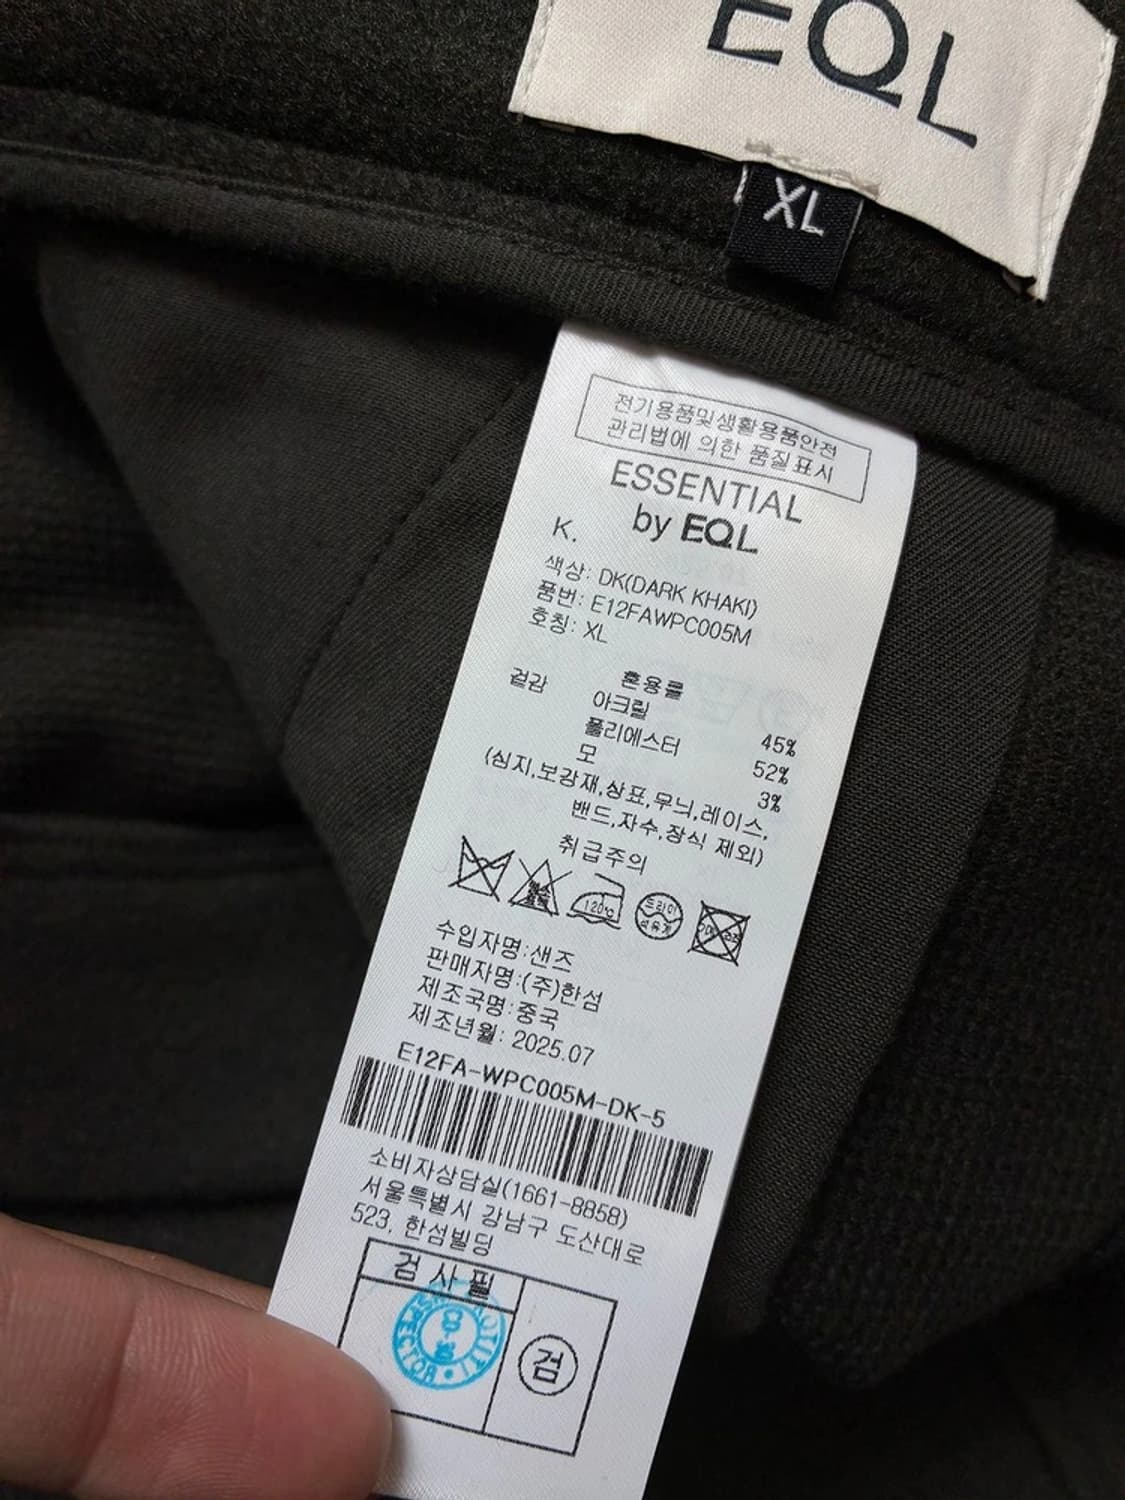 EQL
XL
전기용품및생활용품안전
관리법에 의한 품질표시
ESSENTIAL
by EQL
K.
색상: DK(DARK KHAKI)
품번: E12FAWPC005M
호칭: XL
혼용률
겉감 아크릴 45%
폴리에스터 52%
모 3%
(심지,보강재,상표,무늬,레이스,
밴드,자수,장식 제외)
취급주의
120℃
드라이
석유계
수입자명:샌즈
판매자명:(주)한섬
제조국명:중국
제조년월: 2025.07
E12FA-WPC005M-DK-5
소비자상담실(1661-8858)
서울특별시 강남구 도산대로
523, 한섬빌딩
검사필
검